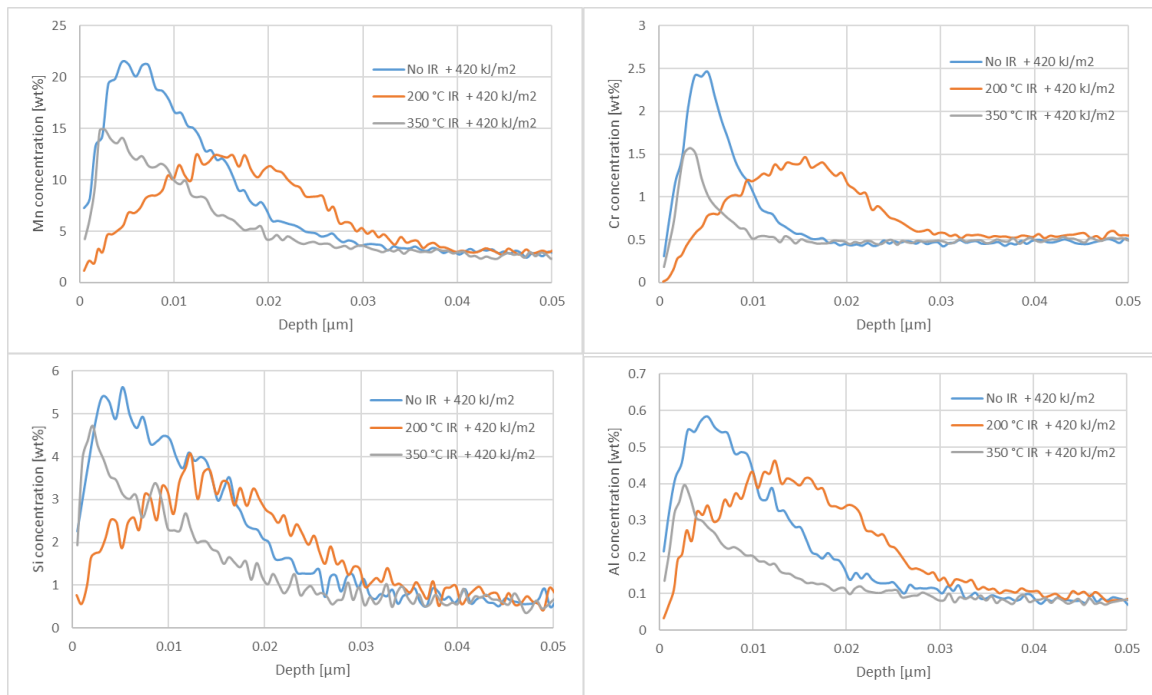 25
20
15
10
5
0
Mn concentration [wt%]
No IR + 420 kJ/m2
200 °C IR + 420 kJ/m2
350 °C IR + 420 kJ/m2
0 0.01 0.02 0.03 0.04 0.05
Depth [µm]
3
2.5
2
1.5
1
0.5
0
Cr concentration [wt%]
No IR + 420 kJ/m2
200 °C IR + 420 kJ/m2
350 °C IR + 420 kJ/m2
0 0.01 0.02 0.03 0.04 0.05
Depth [µm]
6
5
4
3
2
1
0
Si concentration [wt%]
No IR + 420 kJ/m2
200 °C IR + 420 kJ/m2
350 °C IR + 420 kJ/m2
0 0.01 0.02 0.03 0.04 0.05
Depth [µm]
0.7
0.6
0.5
0.4
0.3
0.2
0.1
0
Al concentration [wt%]
No IR + 420 kJ/m2
200 °C IR + 420 kJ/m2
350 °C IR + 420 kJ/m2
0 0.01 0.02 0.03 0.04 0.05
Depth [µm]